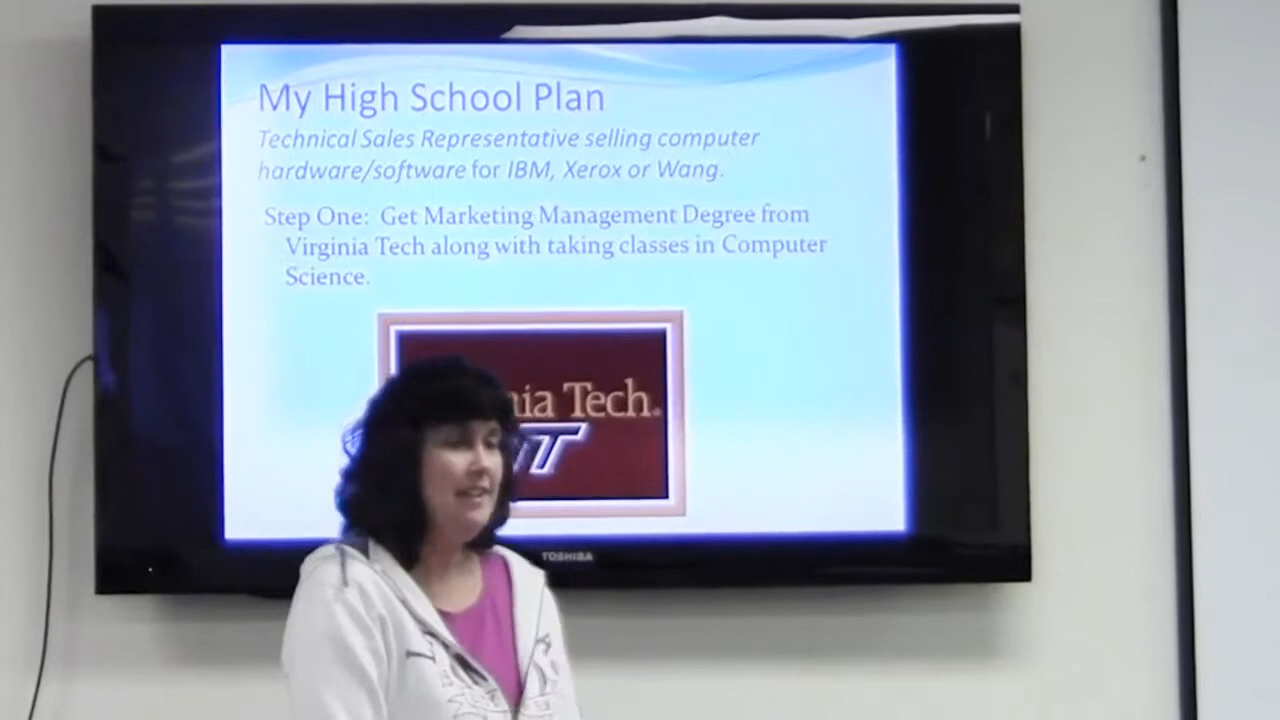 My High School Plan
Technical Sales Representative selling computer
hardware/software for IBM, Xerox or Wang.
Step One: Get Marketing Management Degree from
Virginia Tech along with taking classes in Computer
Science.
Tech.
TOSHIBA